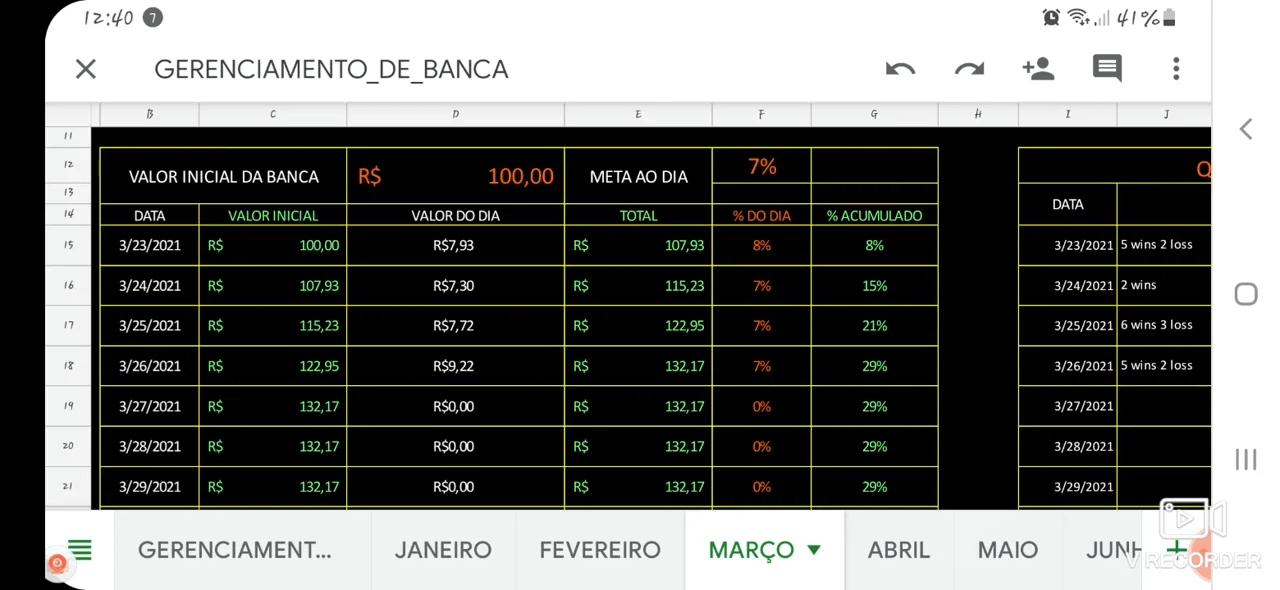 12:40 7 41%
GERENCIAMENTO_DE_BANCA
B C D E F G H I J
11
12 VALOR INICIAL DA BANCA R$ 100,00 META AO DIA 7% Q
13
14 DATA VALOR INICIAL VALOR DO DIA TOTAL % DO DIA % ACUMULADO DATA
15 3/23/2021 R$ 100,00 R$7,93 R$ 107,93 8% 8% 3/23/2021 5 wins 2 loss
16 3/24/2021 R$ 107,93 R$7,30 R$ 115,23 7% 15% 3/24/2021 2 wins
17 3/25/2021 R$ 115,23 R$7,72 R$ 122,95 7% 21% 3/25/2021 6 wins 3 loss
18 3/26/2021 R$ 122,95 R$9,22 R$ 132,17 7% 29% 3/26/2021 5 wins 2 loss
19 3/27/2021 R$ 132,17 R$0,00 R$ 132,17 0% 29% 3/27/2021
20 3/28/2021 R$ 132,17 R$0,00 R$ 132,17 0% 29% 3/28/2021
21 3/29/2021 R$ 132,17 R$0,00 R$ 132,17 0% 29% 3/29/2021
GERENCIAMENT... JANEIRO FEVEREIRO MARÇO ABRIL MAIO JUNH
V RECORDER